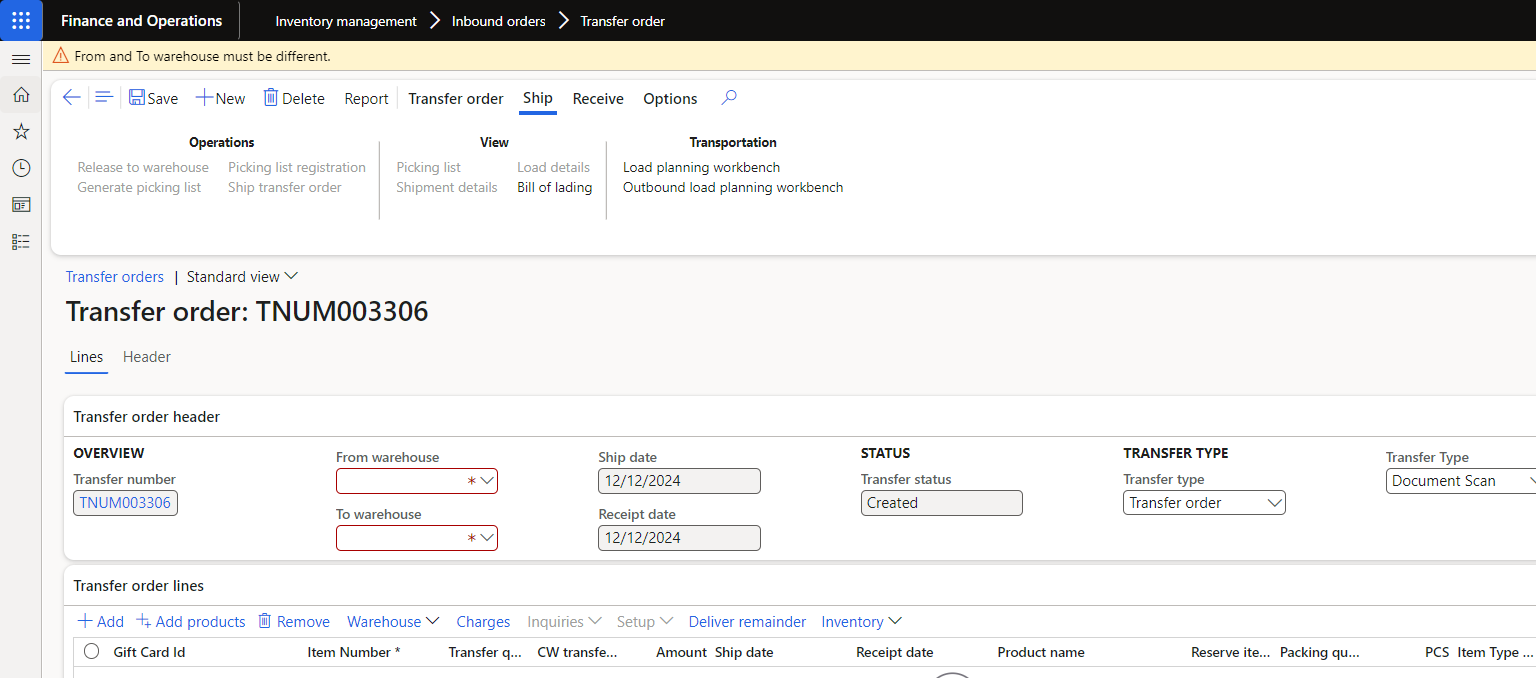 Finance and Operations
Inventory management Inbound orders Transfer order
From and To warehouse must be different.
Save New Delete Report Transfer order Ship Receive Options
Operations View Transportation
Release to warehouse Picking list registration Picking list Load details Load planning workbench
Generate picking list Ship transfer order Shipment details Bill of lading Outbound load planning workbench
Transfer orders | Standard view
Transfer order: TNUM003306
Lines Header
Transfer order header
OVERVIEW
Transfer number
TNUM003306
From warehouse
*
To warehouse
*
Ship date
12/12/2024
Receipt date
12/12/2024
STATUS
Transfer status
Created
TRANSFER TYPE
Transfer type
Transfer order
Transfer Type
Document Scan
Transfer order lines
Add Add products Remove Warehouse Charges Inquiries Setup Deliver remainder Inventory
Gift Card Id Item Number * Transfer q... CW transfe... Amount Ship date Receipt date Product name Reserve ite... Packing qu... PCS Item Type ...